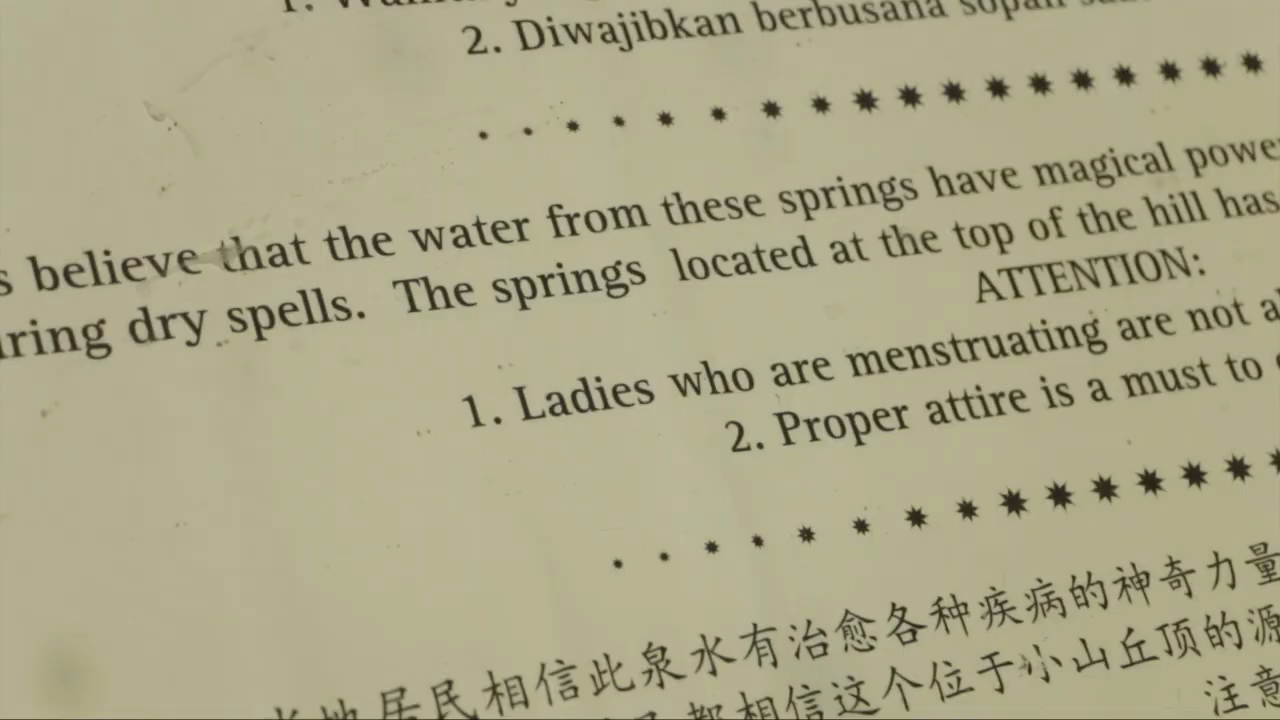 2. Diwajibkan berbusana sopan
believe that the water from these springs have magical
dry spells. The springs located at the top of the hill has
ATTENTION:
1. Ladies who are menstruating are not
2. Proper attire is a must to
居民相信此泉水有治愈各种疾病的神奇力量
都相信这个位于小山丘顶的源
注意